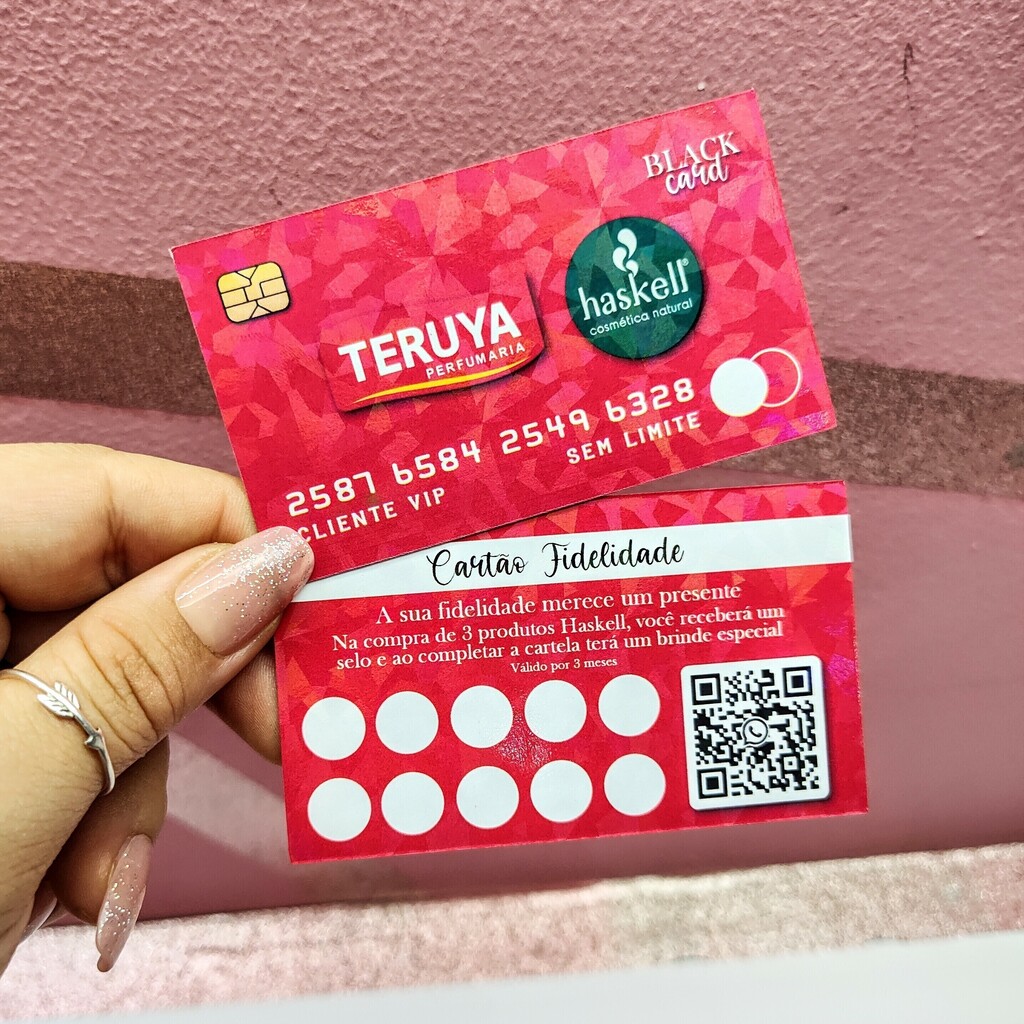 BLACK
card
haskell®
cosmética natural
TERUYA
PERFUMARIA
2587 6584 2549 6328
SEM LIMITE
CLIENTE VIP
Cartão Fidelidade
A sua fidelidade merece um presente
Na compra de 3 produtos Haskell, você receberá um
selo e ao completar a cartela terá um brinde especial
Válido por 3 meses